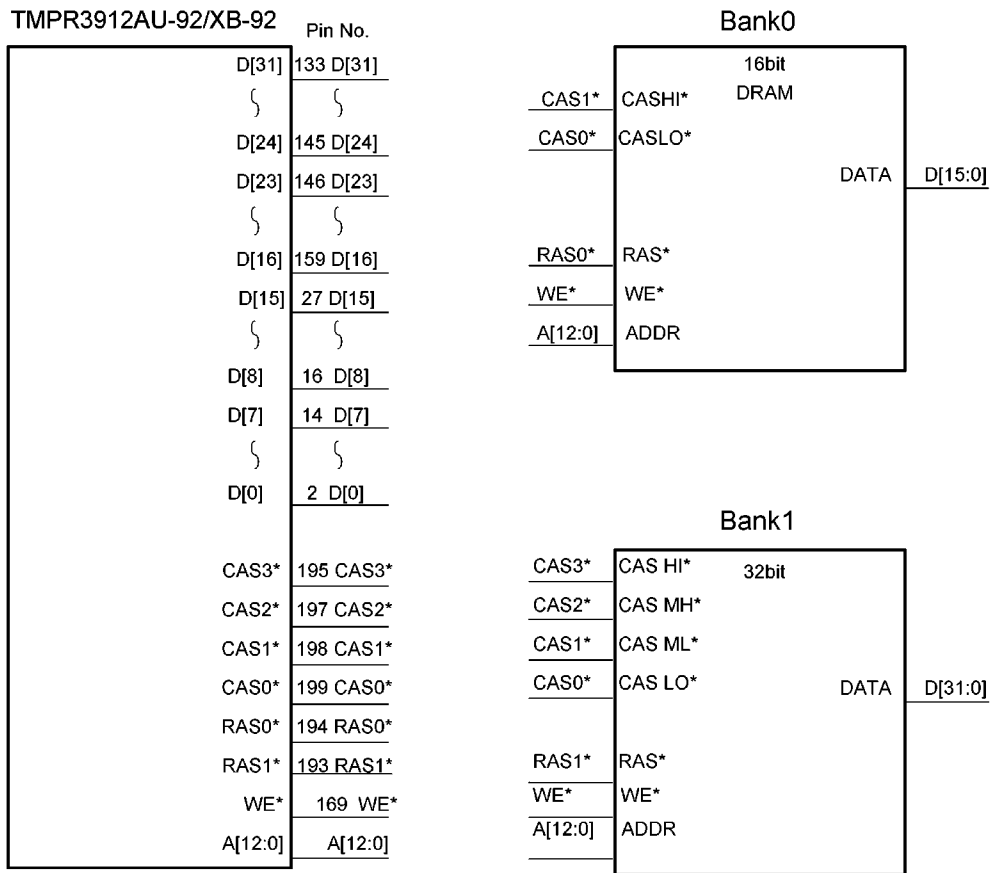 TMPR3912AU-92/XB-92
Pin No.
D[31] 133 D[31]
D[24] 145 D[24]
D[23] 146 D[23]
D[16] 159 D[16]
D[15] 27 D[15]
D[8] 16 D[8]
D[7] 14 D[7]
D[0] 2 D[0]
CAS3* 195 CAS3*
CAS2* 197 CAS2*
CAS1* 198 CAS1*
CAS0* 199 CAS0*
RAS0* 194 RAS0*
RAS1* 193 RAS1*
WE* 169 WE*
A[12:0] A[12:0]
Bank0
16bit
DRAM
CAS1* CASHI*
CAS0* CASLO*
DATA D[15:0]
RAS0* RAS*
WE* WE*
A[12:0] ADDR
Bank1
32bit
CAS3* CAS HI*
CAS2* CAS MH*
CAS1* CAS ML*
CAS0* CAS LO*
DATA D[31:0]
RAS1* RAS*
WE* WE*
A[12:0] ADDR